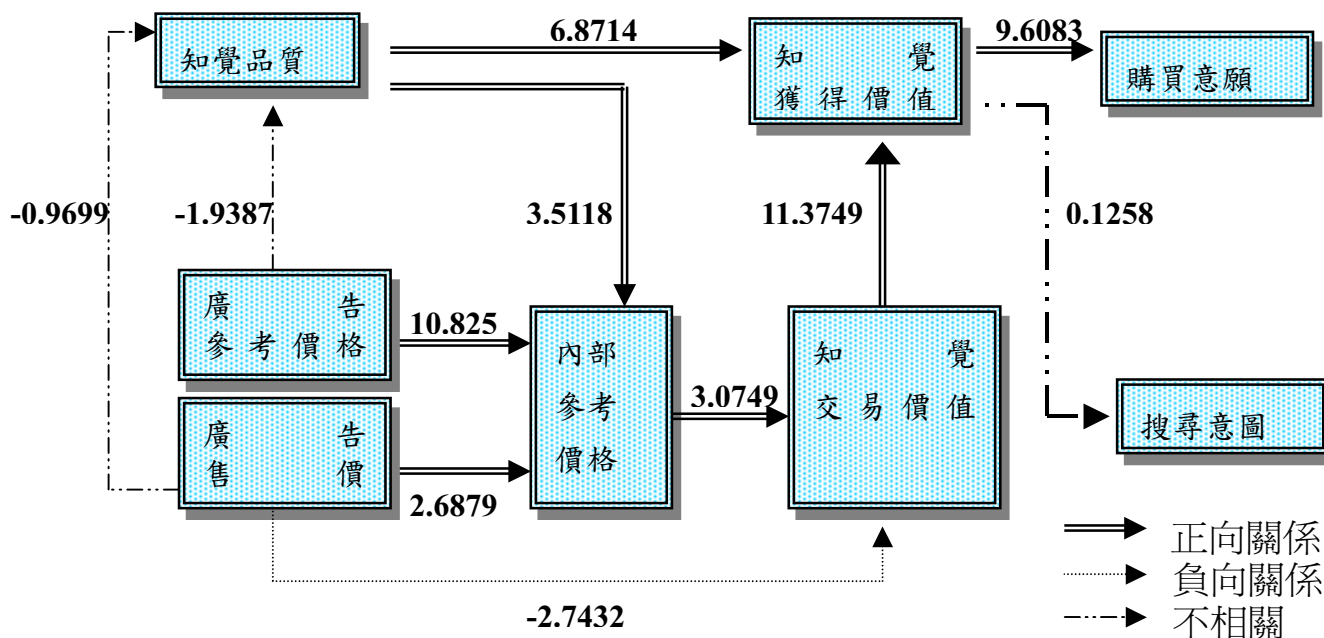 6.8714
9.6083
知覺品質
知覺
獲得價值
購買意願
-0.9699
-1.9387
3.5118
11.3749
0.1258
廣告
參考價格
10.825
內部
參考
價格
知覺
交易價值
3.0749
廣告
售價
2.6879
搜尋意圖
-2.7432
正向關係
負向關係
不相關